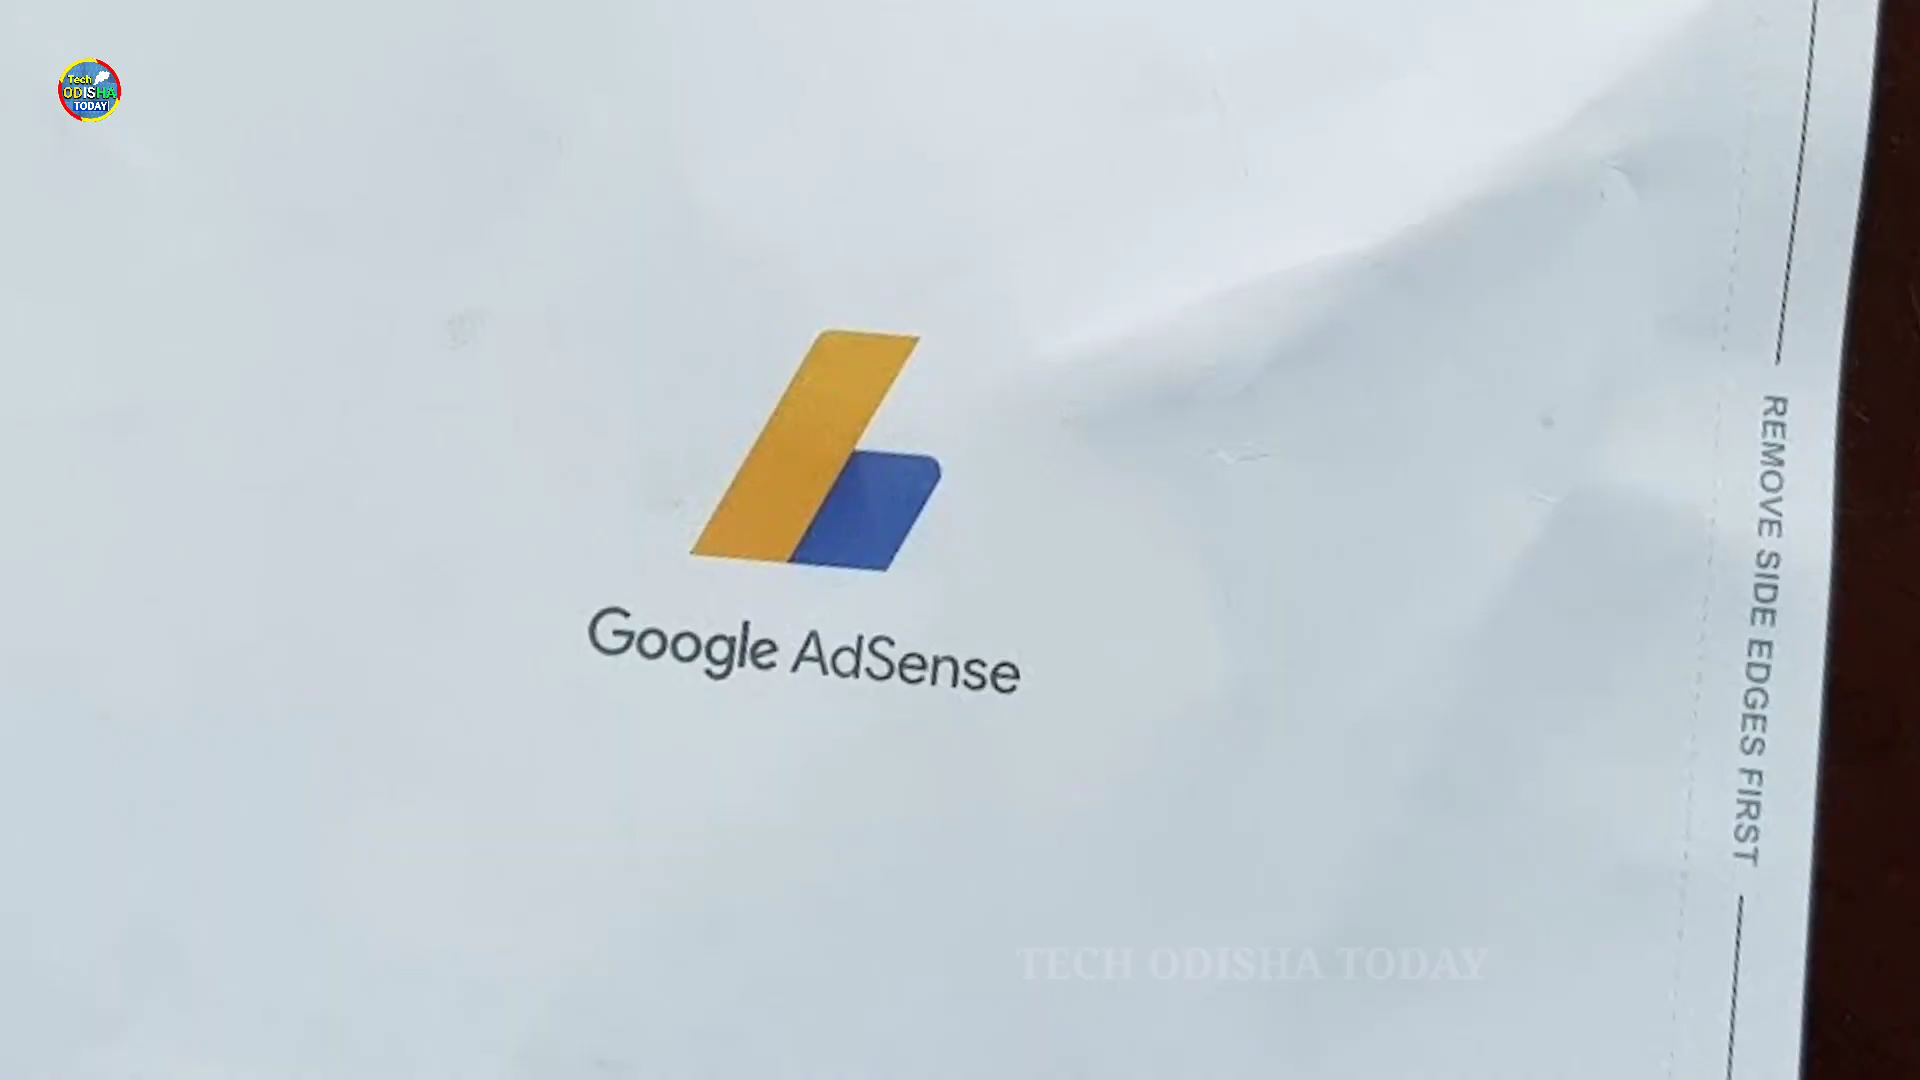 Tech
ODISHA
TODAY
Google AdSense
REMOVE SIDE EDGES FIRST
TECH ODISHA TODAY